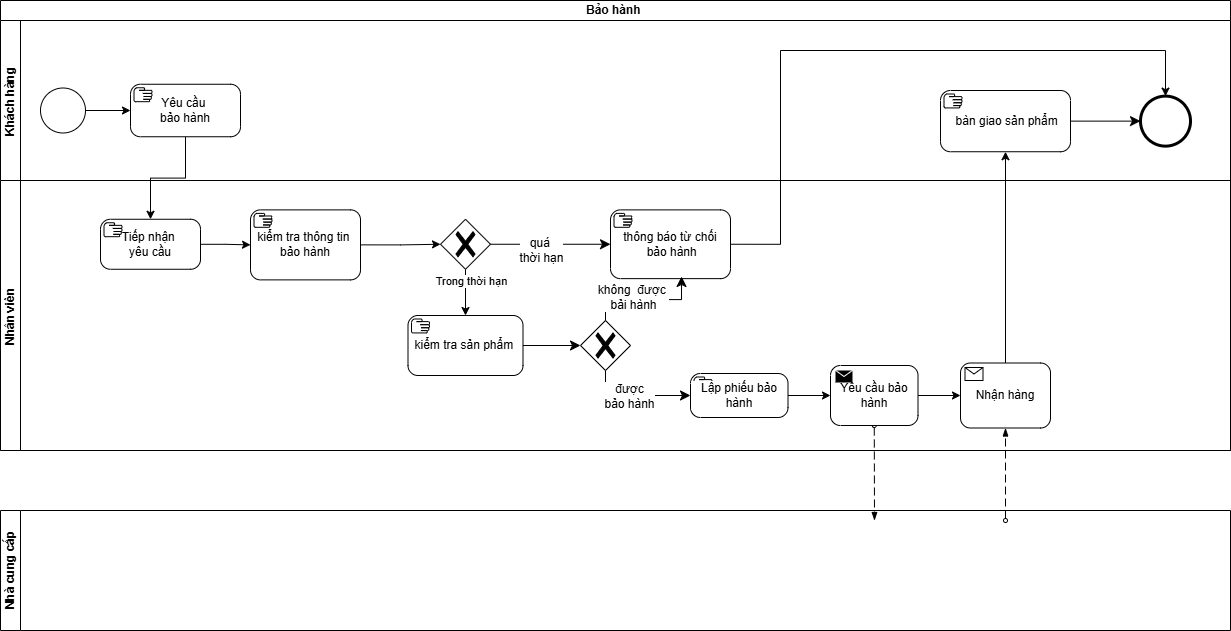 Bảo hành
Khách hàng
Yêu cầu
bảo hành
bàn giao sản phẩm
Nhân viên
Tiếp nhận
yêu cầu
kiểm tra thông tin
bảo hành
quá
thời hạn
thông báo từ chối
bảo hành
Trong thời hạn
không được
bải hành
kiểm tra sản phẩm
được
bảo hành
Lập phiếu bảo
hành
Yêu cầu bảo
hành
Nhận hàng
Nhà cung cấp